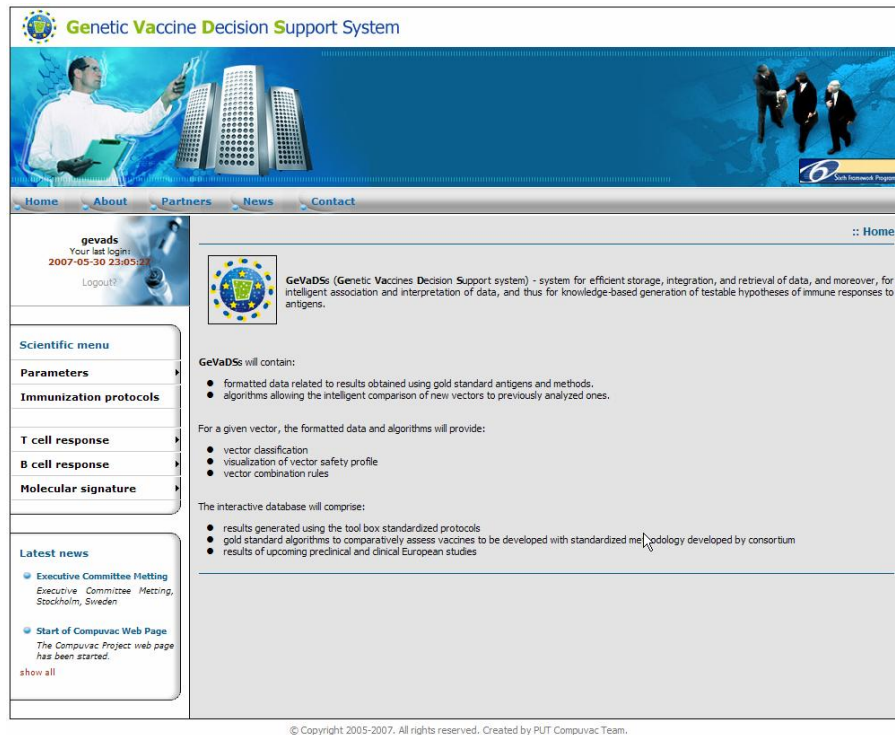 Genetic Vaccine Decision Support System
Sixth Framework Program
Home
About
Partners
News
Contact
gevads
Your last login:
2007-05-30 23:05:27
Logout?
:: Home
GeVaDSs (Genetic Vaccines Decision Support system) - system for efficient storage, integration, and retrieval of data, and moreover, for
intelligent association and interpretation of data, and thus for knowledge-based generation of testable hypotheses of immune responses to
antigens.
Scientific menu
Parameters
Immunization protocols
T cell response
B cell response
Molecular signature
GeVaDSs will contain:
formatted data related to results obtained using gold standard antigens and methods.
algorithms allowing the intelligent comparison of new vectors to previously analyzed ones.
For a given vector, the formatted data and algorithms will provide:
vector classification
visualization of vector safety profile
vector combination rules
The interactive database will comprise:
results generated using the tool box standardized protocols
gold standard algorithms to comparatively assess vaccines to be developed with standardized methodology developed by consortium
results of upcoming preclinical and clinical European studies
Latest news
Executive Committee Metting
Executive Committee Metting,
Stockholm, Sweden
Start of Compuvac Web Page
The Compuvac Project web page
has been started.
show all
© Copyright 2005-2007. All rights reserved. Created by PUT Compuvac Team.